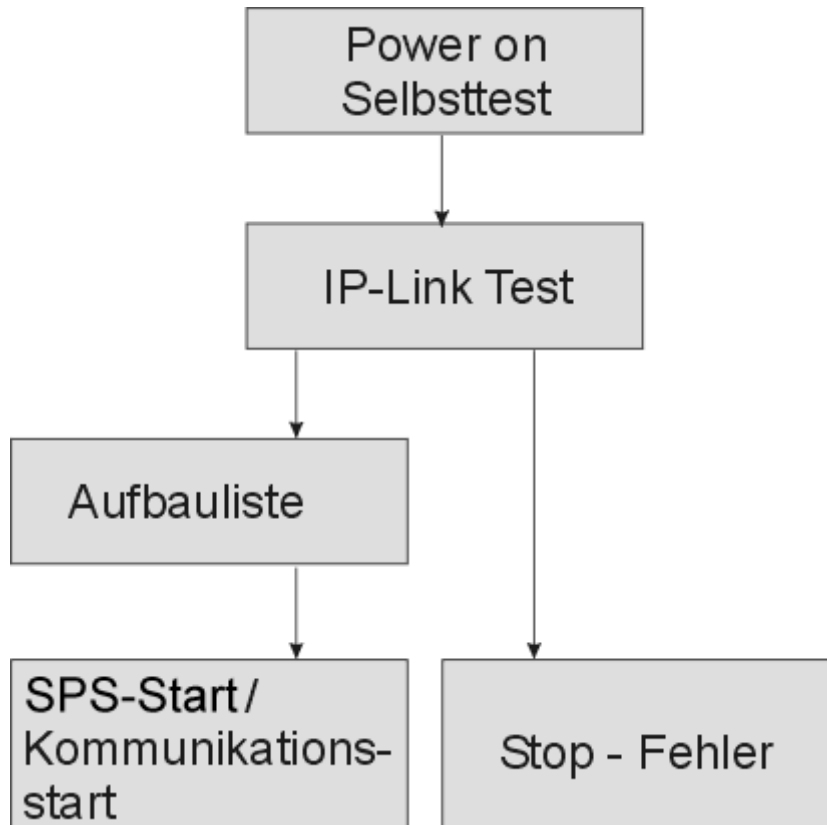 Power on
Selbsttest
IP-Link Test
Aufbauliste
SPS-Start /
Kommunikations-
start
Stop - Fehler